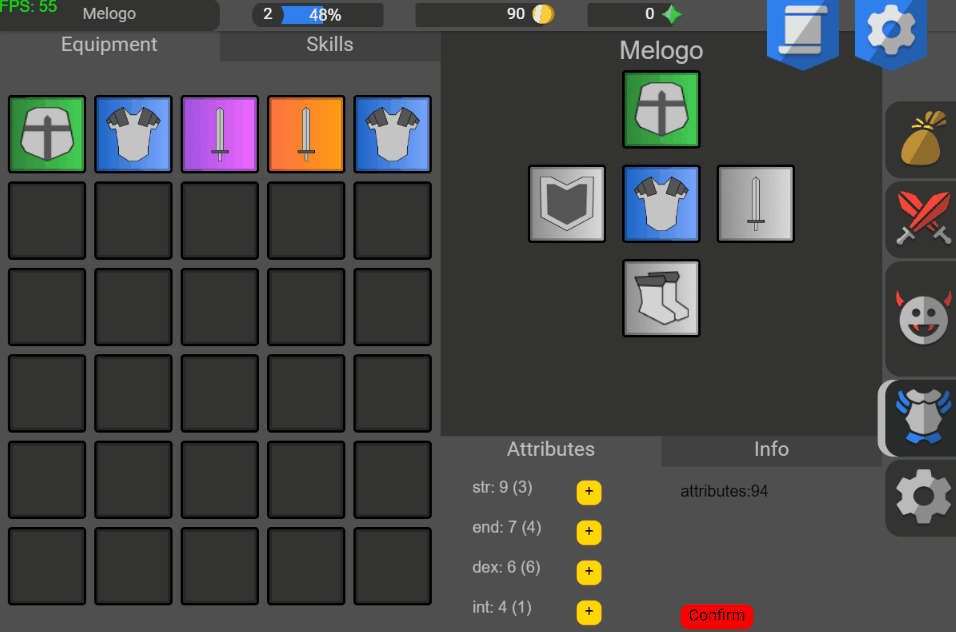 FPS: 55
Melogo
2 48%
90
0
Equipment
Skills
Melogo
Attributes
Info
str: 9 (3)
+
attributes:94
end: 7 (4)
+
dex: 6 (6)
+
int: 4 (1)
+
Confirm